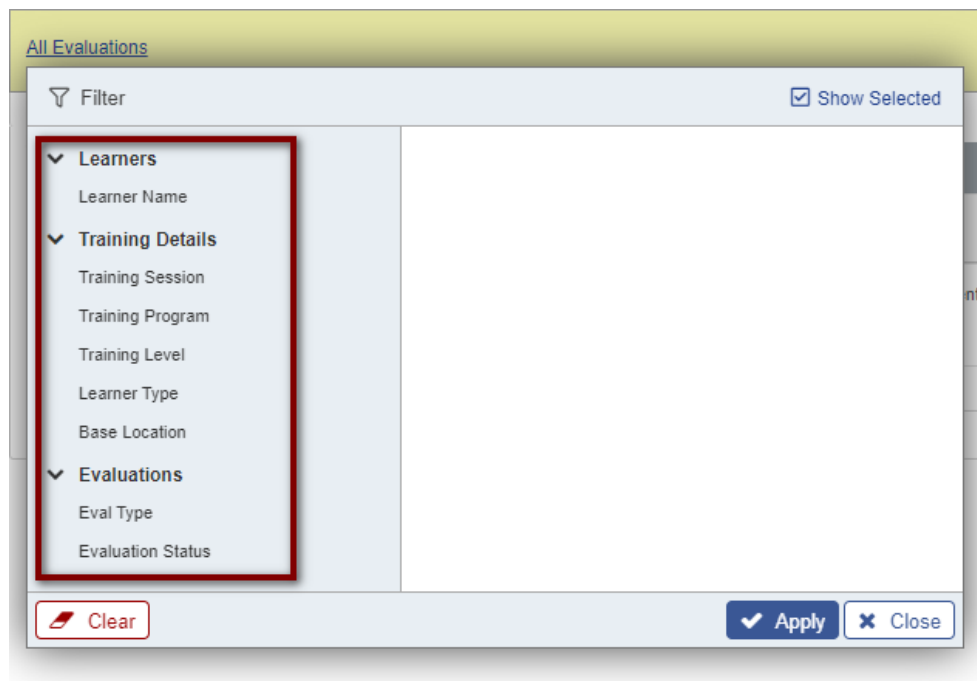 All Evaluations
Filter
Show Selected
Learners
Learner Name
Training Details
Training Session
Training Program
Training Level
Learner Type
Base Location
Evaluations
Eval Type
Evaluation Status
Clear
Apply
Close